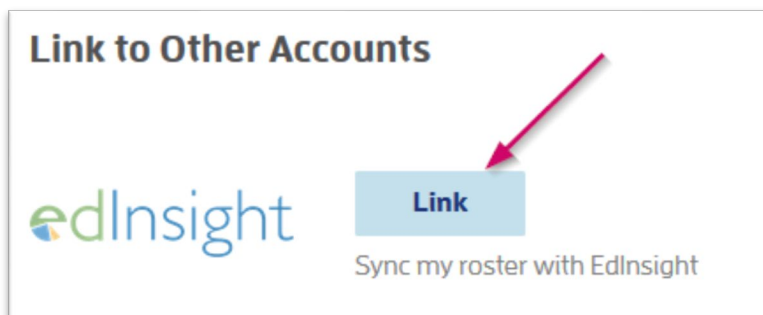 Link to Other Accounts
edInsight
Link
Sync my roster with EdInsight